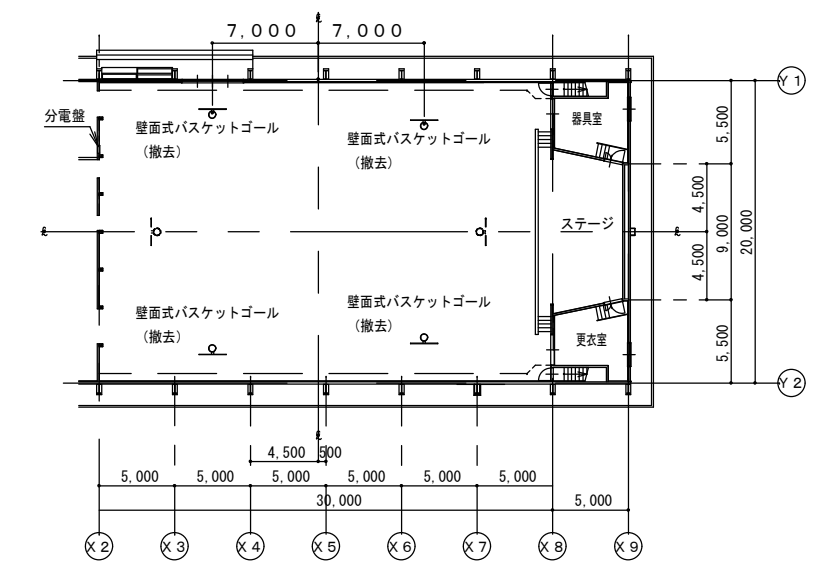 7,000 7,000
Y1
分電盤
壁面式バスケットゴール
（撤去）
壁面式バスケットゴール
（撤去）
器具室
5,500
4,500
ステージ
9,000
20,000
4,500
壁面式バスケットゴール
（撤去）
壁面式バスケットゴール
（撤去）
更衣室
5,500
Y2
4,500 500
5,000 5,000 5,000 5,000 5,000 5,000
30,000 5,000
X2 X3 X4 X5 X6 X7 X8 X9